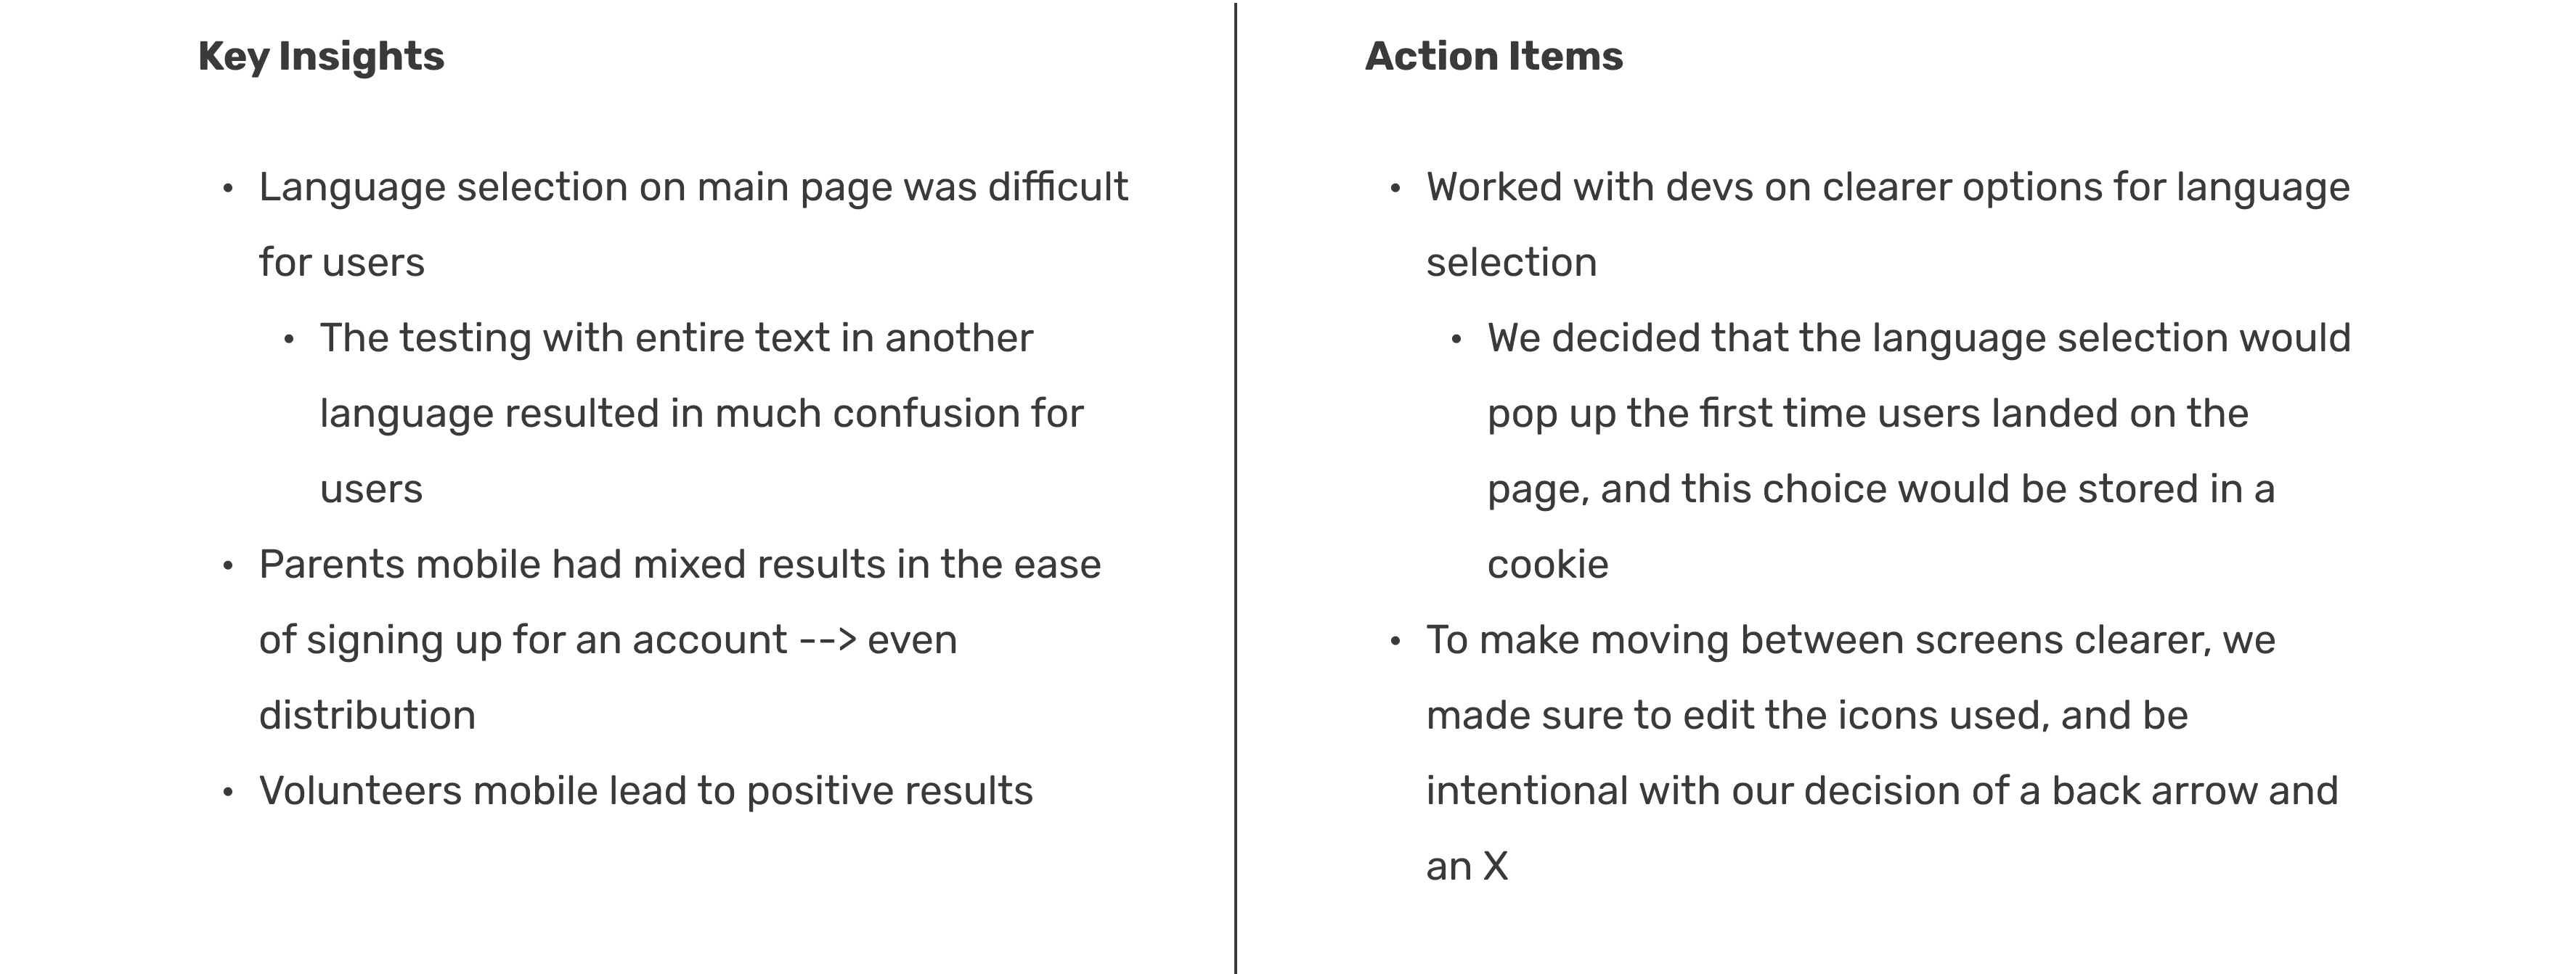 Key Insights
• Language selection on main page was difficult
for users
• The testing with entire text in another
language resulted in much confusion for
users
• Parents mobile had mixed results in the ease
of signing up for an account --> even
distribution
• Volunteers mobile lead to positive results
Action Items
• Worked with devs on clearer options for language
selection
• We decided that the language selection would
pop up the first time users landed on the
page, and this choice would be stored in a
cookie
• To make moving between screens clearer, we
made sure to edit the icons used, and be
intentional with our decision of a back arrow and
an X